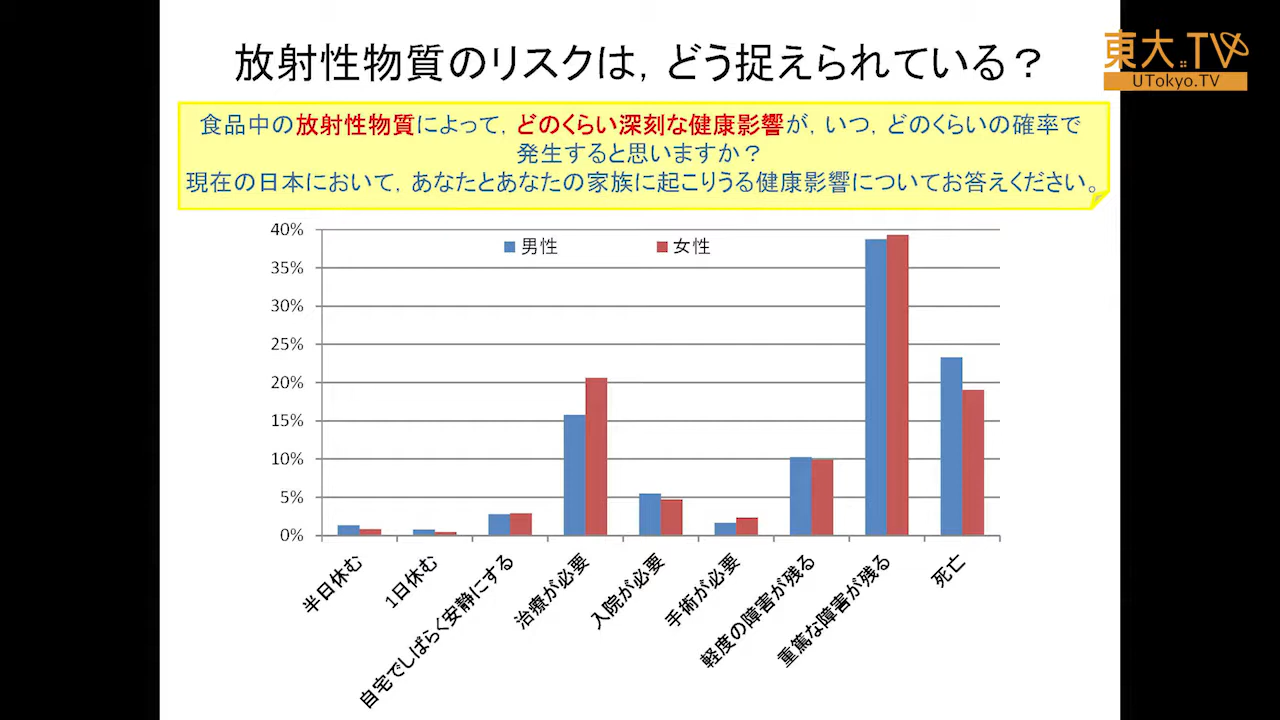 放射性物質のリスクは，どう捉えられている？
東大 TV
UTokyo.TV
食品中の放射性物質によって，どのくらい深刻な健康影響が，いつ，どのくらいの確率で
発生すると思いますか？
現在の日本において，あなたとあなたの家族に起こりうる健康影響についてお答えください。
男性 女性
40%
35%
30%
25%
20%
15%
10%
5%
0%
半日休む
1日休む
自宅でしばらく安静にする
治療が必要
入院が必要
手術が必要
軽度の障害が残る
重篤な障害が残る
死亡